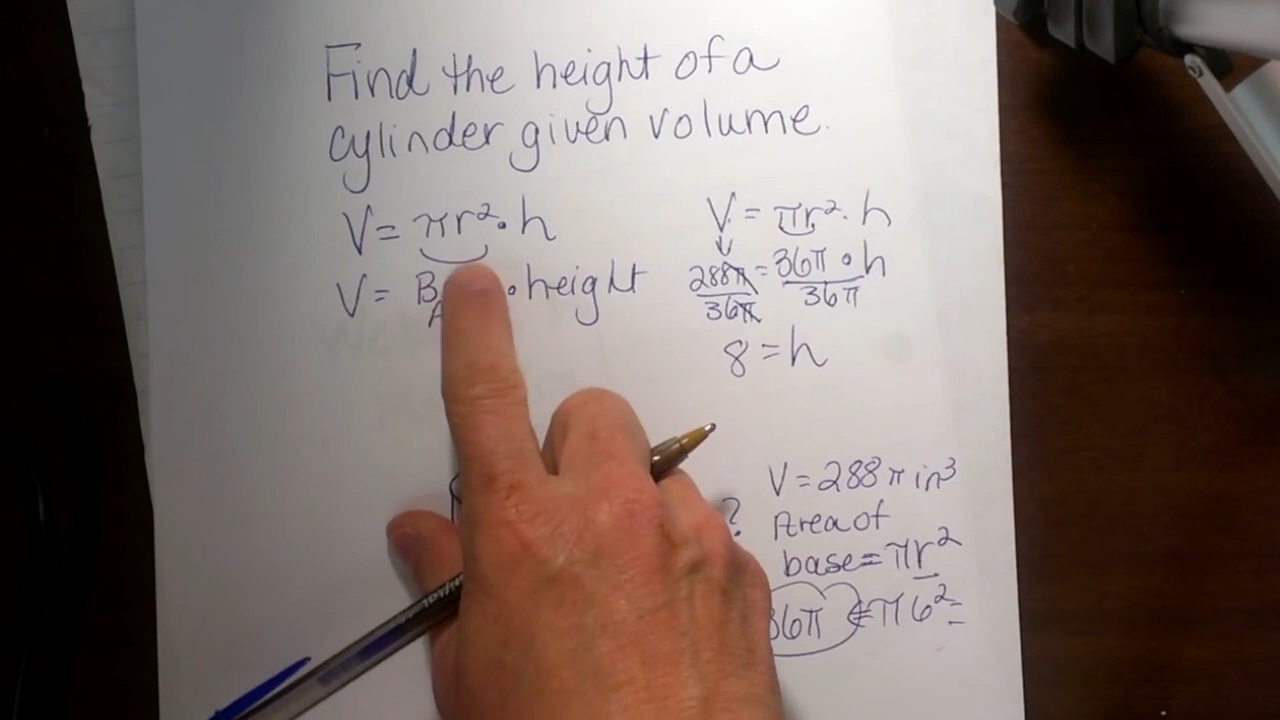 Find the height of a
cylinder given volume.
V = πr² · h
V = B · height
V = πr² · h
288π = 36π · h
36π 36π
8 = h
?
V = 288π in³
Area of
base = πr²
36π = π6² =